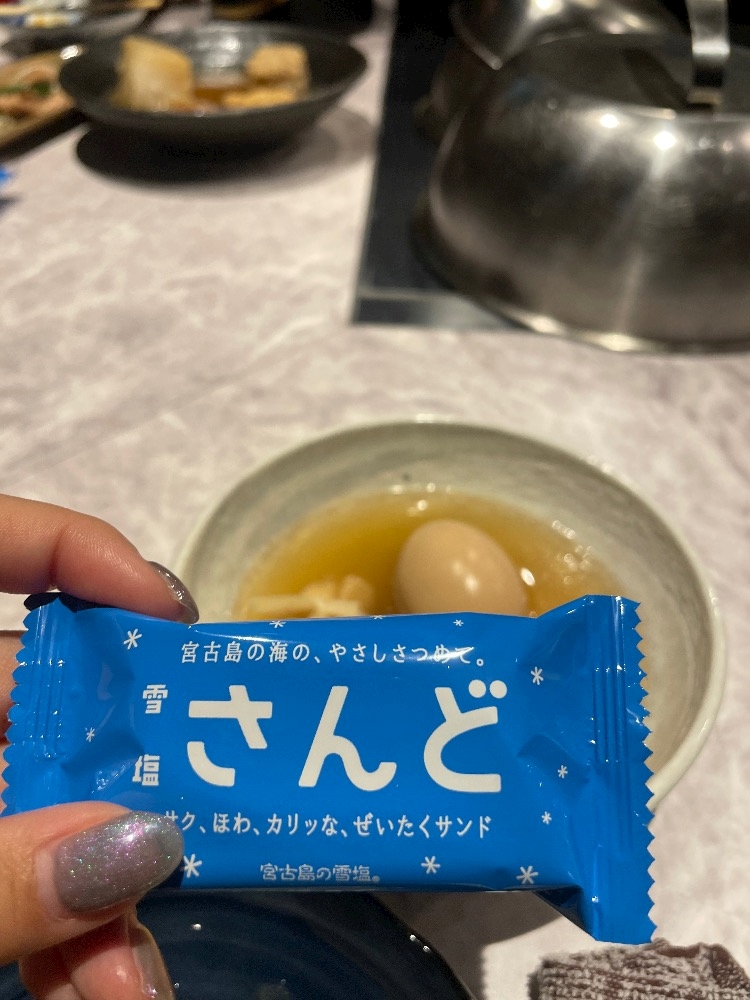 宮古島の海の、やさしさつめて。
雪塩
さんど
サク、ほわ、カリッな、ぜいたくサンド
宮古島の雪塩®